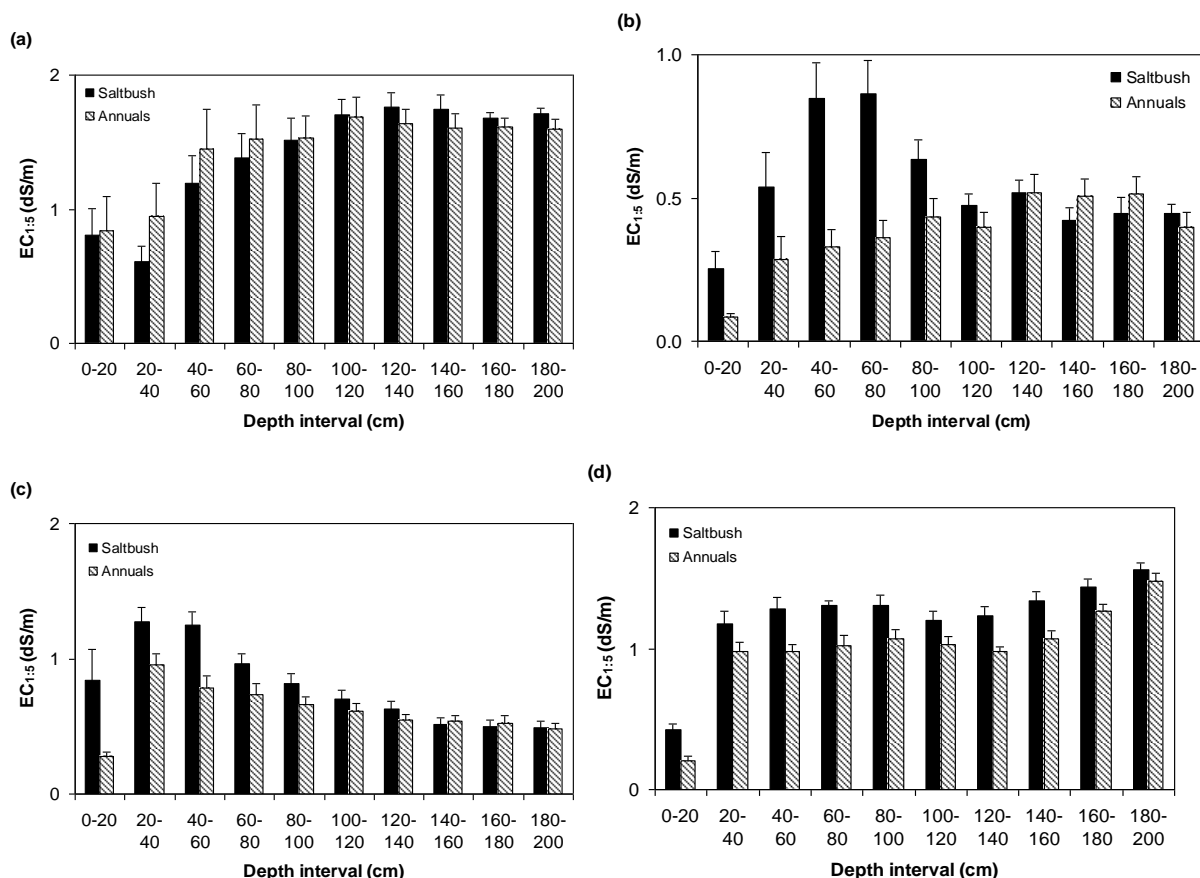 (a)
2
1
0
EC1:5 (dS/m)
Saltbush
Annuals
0-20 20- 40- 60- 80- 100- 120- 140- 160- 180-
40 60 80 100 120 140 160 180 200
Depth interval (cm)
(b)
1.0
0.5
0.0
EC1:5 (dS/m)
Saltbush
Annuals
0-20 20- 40- 60- 80- 100- 120- 140- 160- 180-
40 60 80 100 120 140 160 180 200
Depth interval (cm)
(c)
2
1
0
EC1:5 (dS/m)
Saltbush
Annuals
0-20 20- 40- 60- 80- 100- 120- 140- 160- 180-
40 60 80 100 120 140 160 180 200
Depth interval (cm)
(d)
2
1
0
EC1:5 (dS/m)
Saltbush
Annuals
0-20 20- 40- 60- 80- 100- 120- 140- 160- 180-
40 60 80 100 120 140 160 180 200
Depth interval (cm)